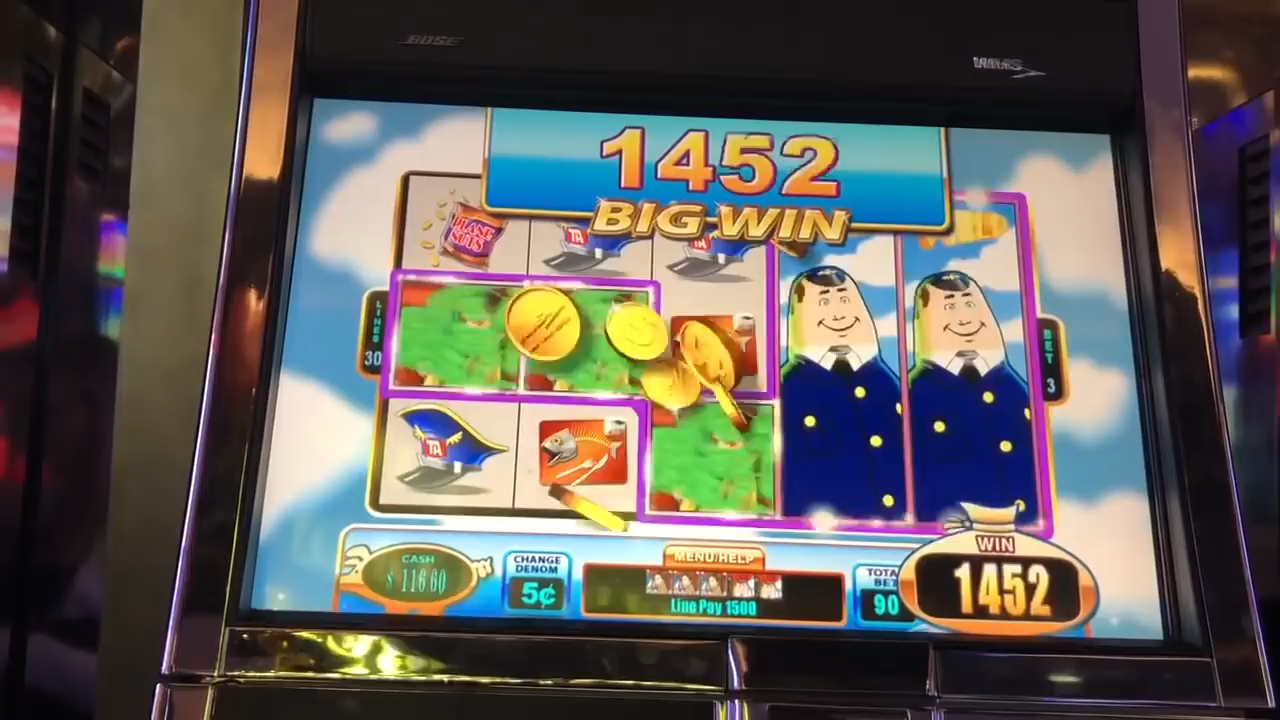 BOSE
WMS
1452
BIG WIN
PLANE
NUTS
TA
TA
LINES
30
BET
3
TA
WIN
1452
CASH
$ 116.60
CHANGE
DENOM
5¢
MENU/HELP
Line Pay 1500
TOTA
BET
90